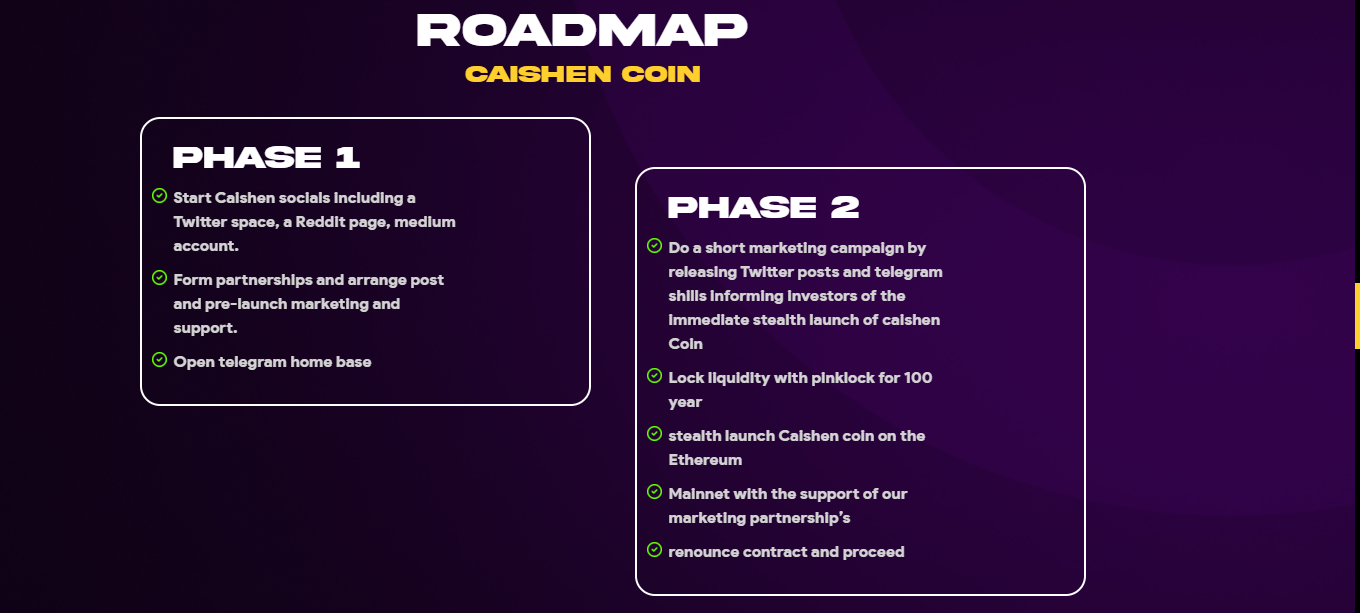 ROADMAP
CAISHEN COIN
PHASE 1
Start Caishen socials including a
Twitter space, a Reddit page, medium
account.
Form partnerships and arrange post
and pre-launch marketing and
support.
Open telegram home base
PHASE 2
Do a short marketing campaign by
releasing Twitter posts and telegram
shills informing investors of the
immediate stealth launch of caishen
Coin
Lock liquidity with pinklock for 100
year
stealth launch Caishen coin on the
Ethereum
Mainnet with the support of our
marketing partnership’s
renounce contract and proceed